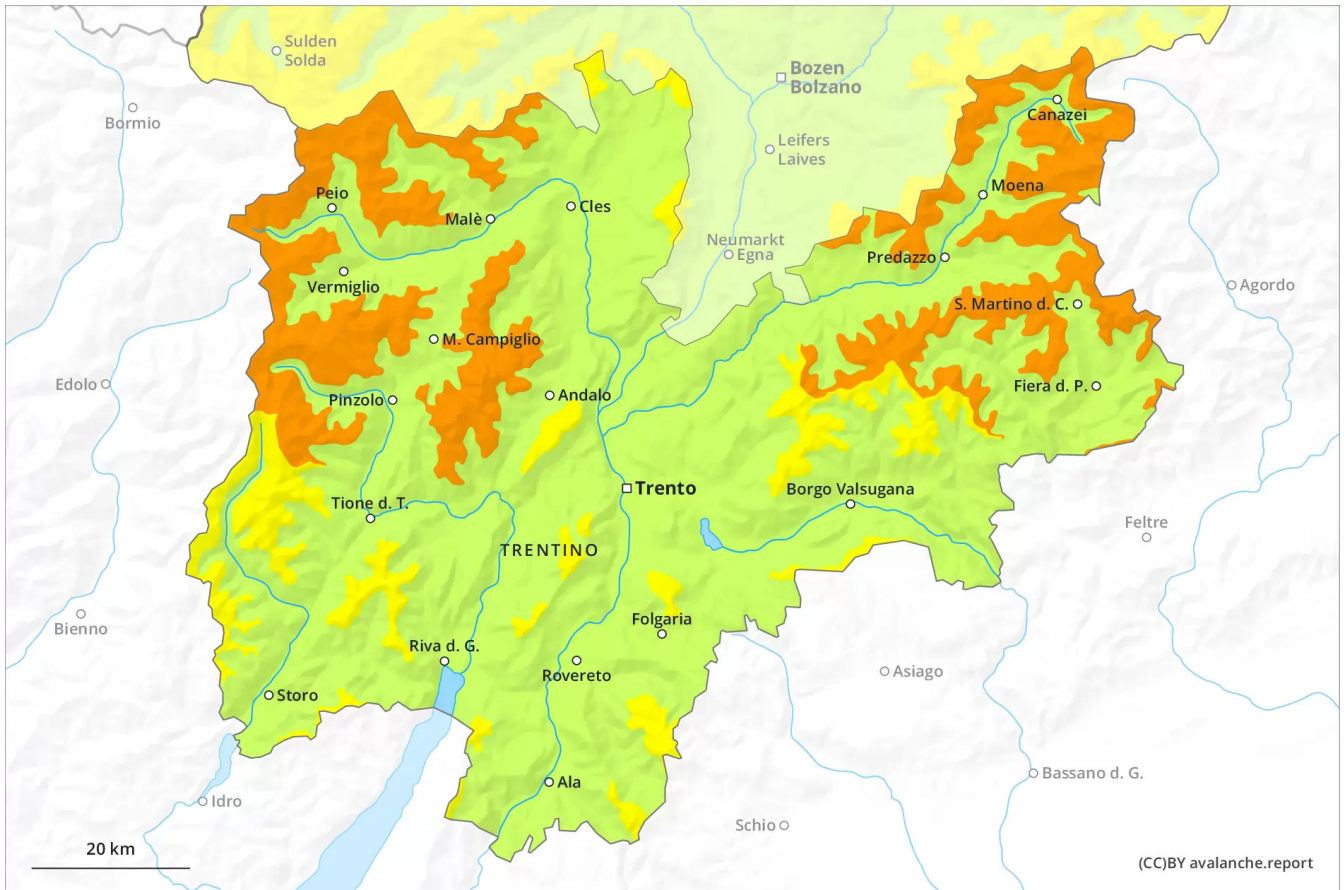 Sulden
Solda
Bozen
Bolzano
Bormio
Canazei
Leifers
Laives
Peio
Moena
Malè
Cles
Neumarkt
Egna
Predazzo
Vermiglio
Agordo
S. Martino d. C.
M. Campiglio
Edolo
Fiera d. P.
Andalo
Pinzolo
Trento
Borgo Valsugana
Tione d. T.
Feltre
TRENTINO
Bienno
Folgaria
Riva d. G.
Rovereto
Asiago
Storo
Bassano d. G.
Ala
Idro
Schio
20 km
(CC)BY avalanche.report